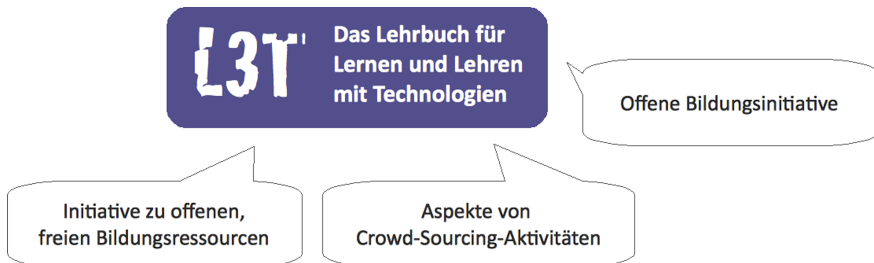 L3T
Das Lehrbuch für
Lernen und Lehren
mit Technologien
Offene Bildungsinitiative
Initiative zu offenen,
freien Bildungsressourcen
Aspekte von
Crowd-Sourcing-Aktivitäten